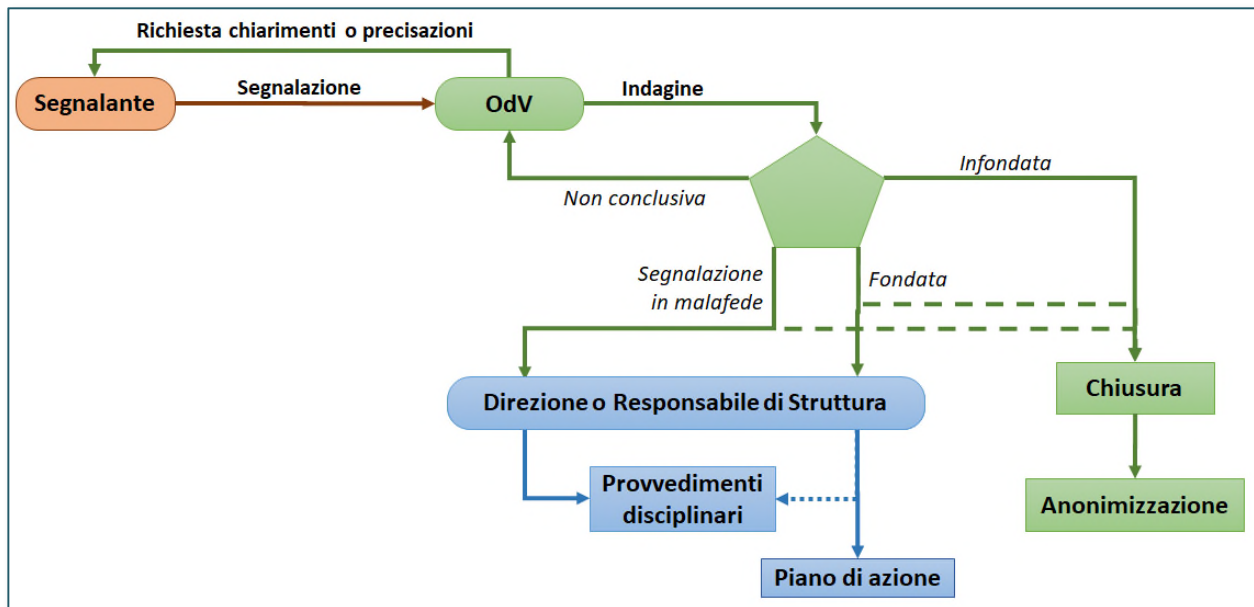 Richiesta chiarimenti o precisazioni
Segnalante
Segnalazione
OdV
Indagine
Infondata
Non conclusiva
Segnalazione
in malafede
Fondata
Direzione o Responsabile di Struttura
Chiusura
Provvedimenti
disciplinari
Anonimizzazione
Piano di azione